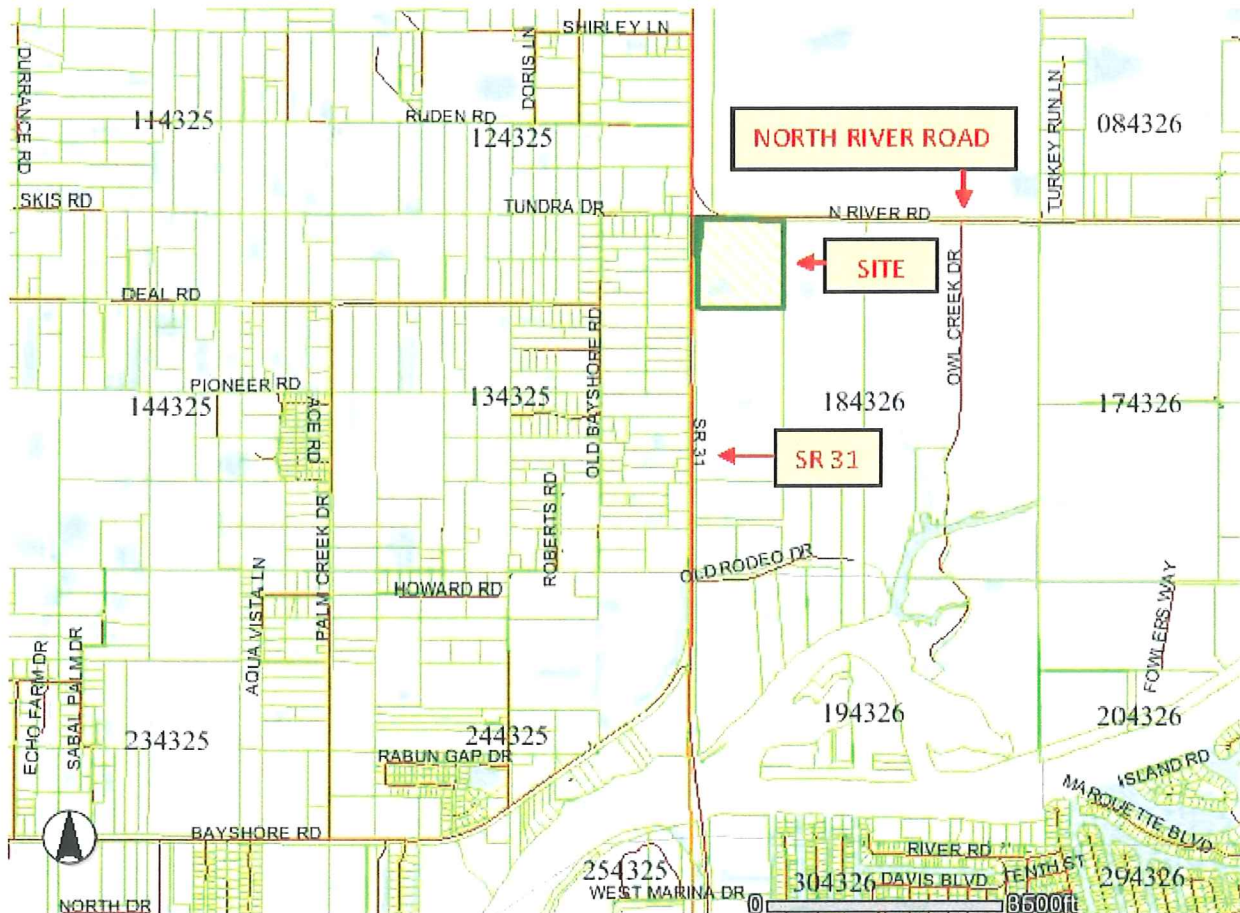 SHIRLEY LN
DURRANCE RD
DORIS LN
TURKEY RUN LN
114325
RUDEN RD
124325
084326
NORTH RIVER ROAD
SKIS RD
TUNDRA DR
N RIVER RD
SITE
OWL CREEK DR
DEAL RD
OLD BAYSHORE RD
PIONEER RD
144325
ACE RD
134325
184326
174326
SR 31
SR 31
PALM CREEK DR
ROBERTS RD
OLD RODEO DR
AQUA VISTA LN
HOWARD RD
FOWLERS WAY
ECHO FARM DR
SABAL PALM DR
234325
244325
194326
204326
RABUN GAP DR
ISLAND RD
MARQUETTE BLVD
BAYSHORE RD
RIVER RD
TENTH ST
254325
304326
DAVIS BLVD
294326
WEST MARINA DR
NORTH DR
0
3500ft